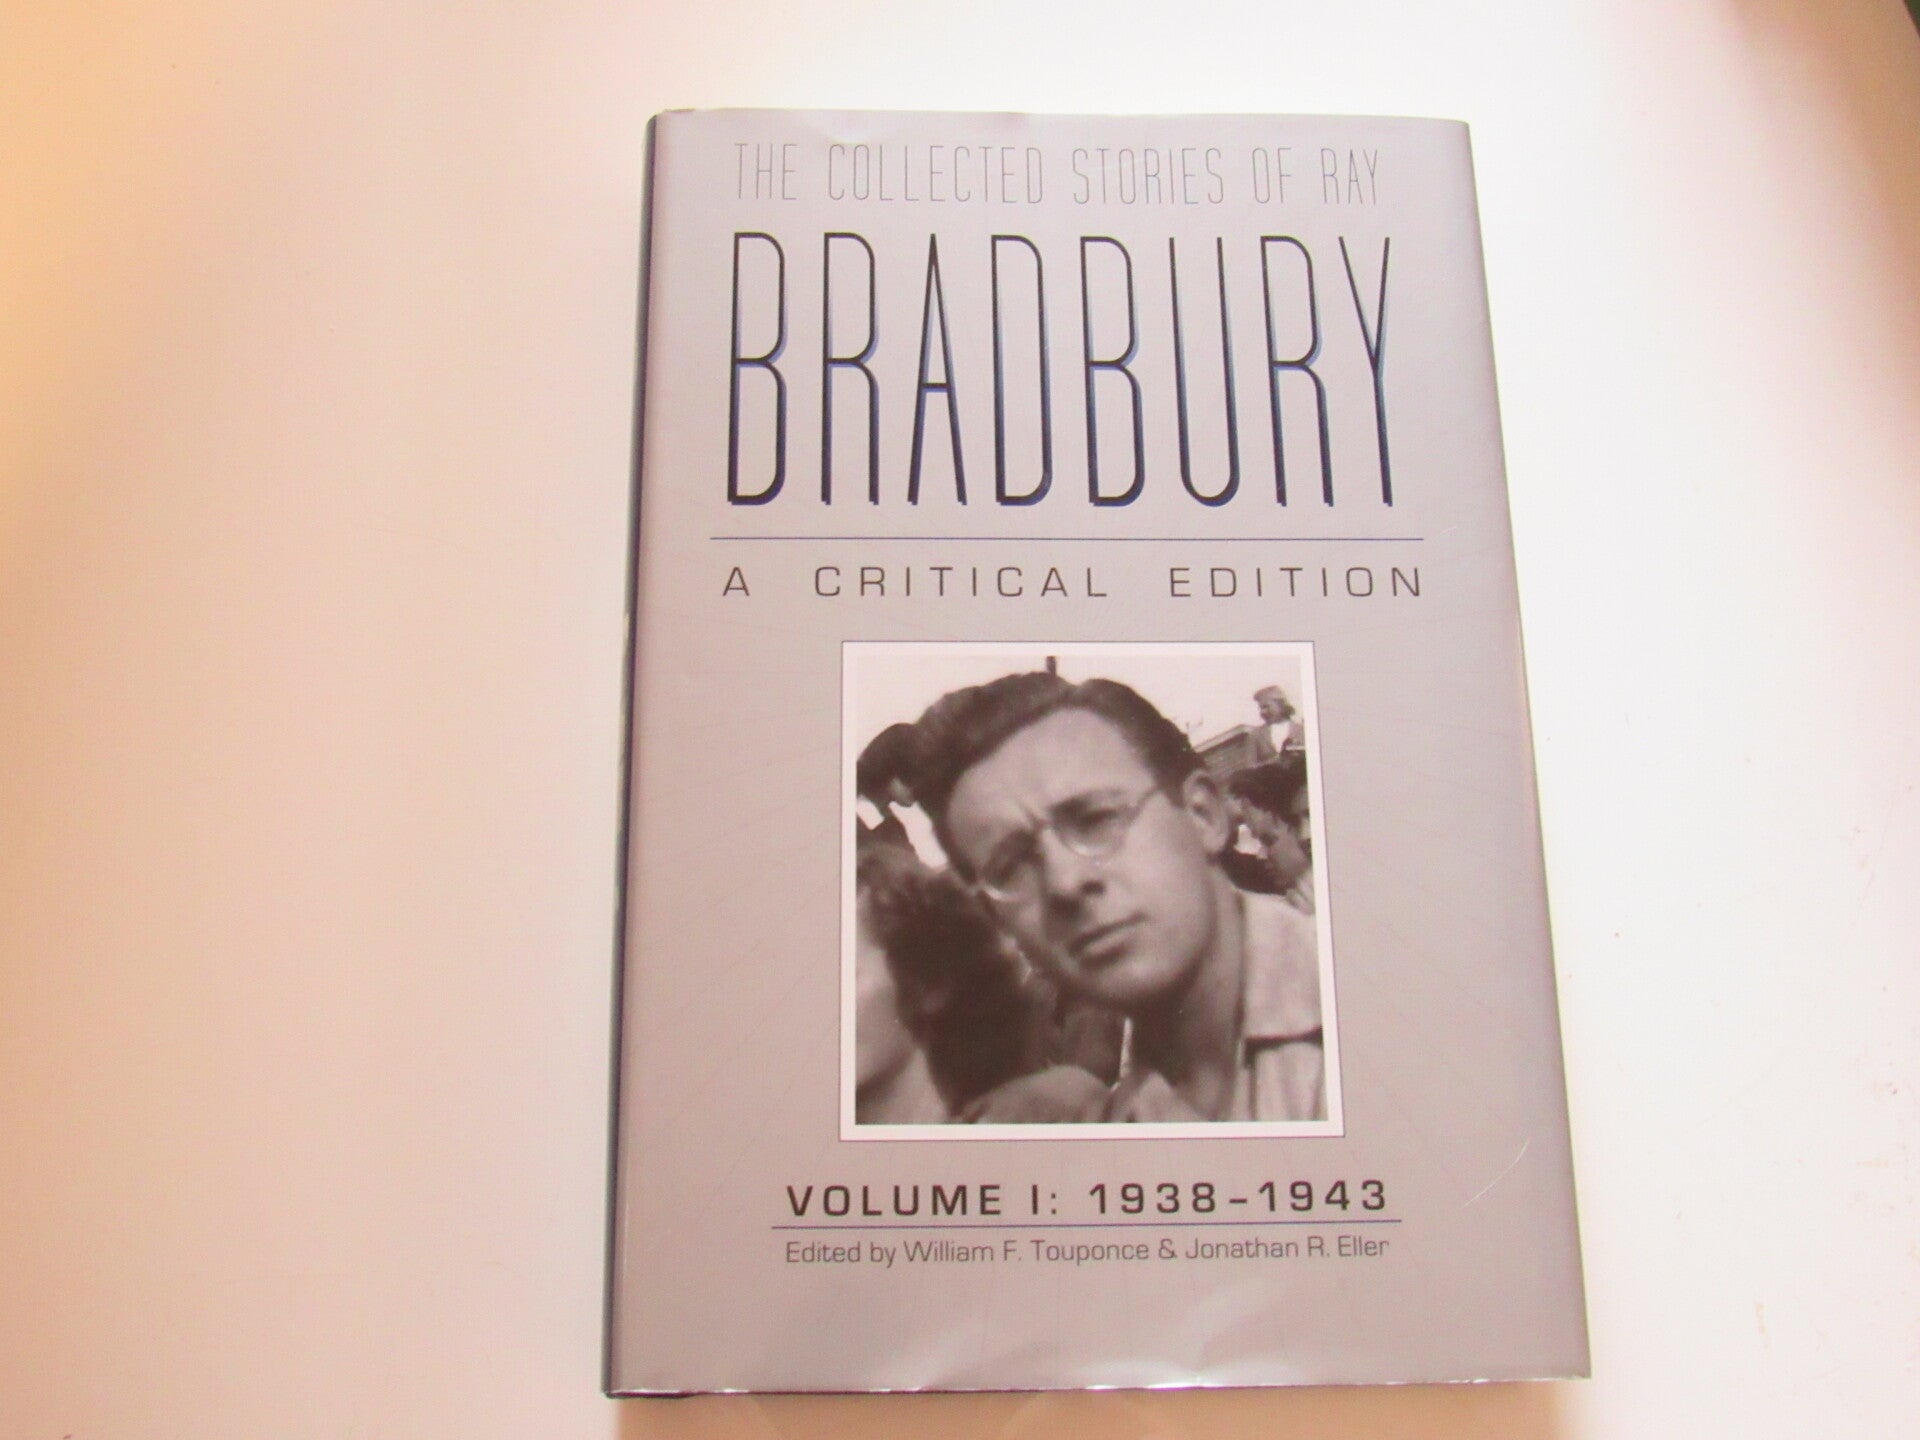 THE COLLECTED STORIES OF RAY
BRADBURY
A CRITICAL EDITION
VOLUME I: 1938–1943
Edited by William F. Touponce & Jonathan R. Eller